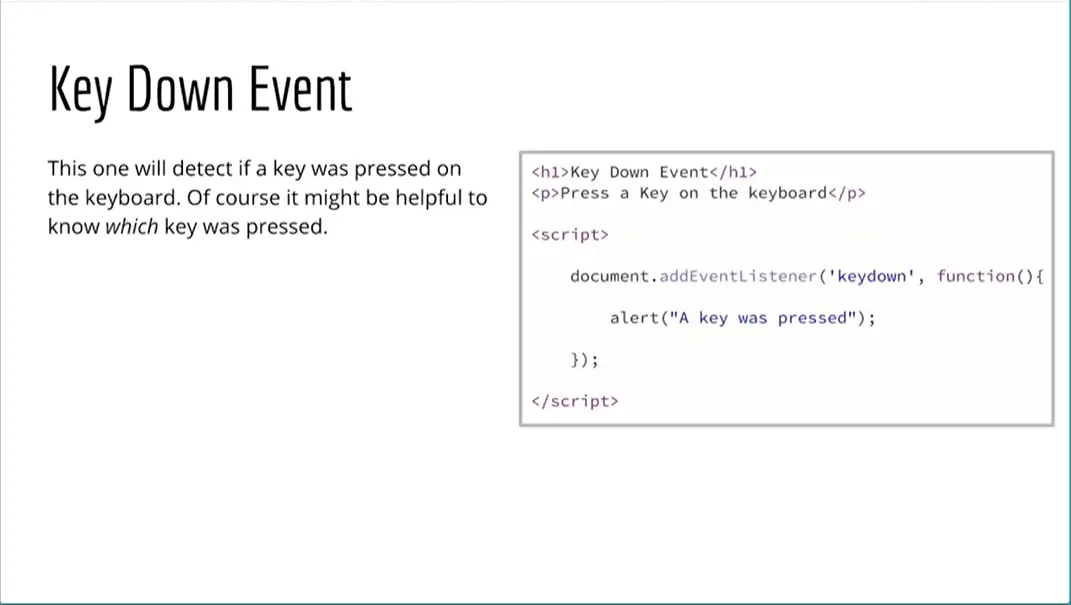 Key Down Event
This one will detect if a key was pressed on
the keyboard. Of course it might be helpful to
know which key was pressed.
<h1>Key Down Event</h1>
<p>Press a Key on the keyboard</p>
<script>
document.addEventListener('keydown', function(){
alert("A key was pressed");
});
</script>